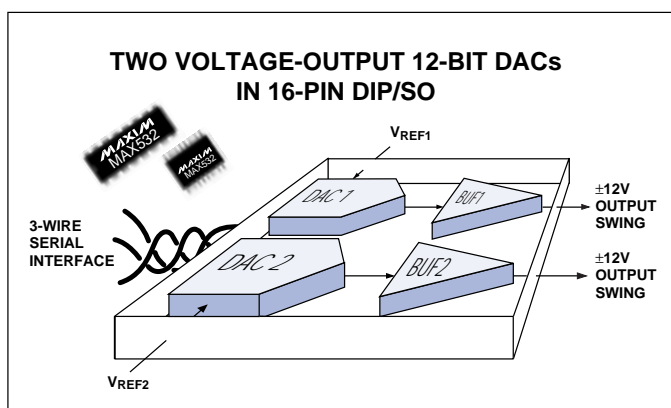 TWO VOLTAGE-OUTPUT 12-BIT DACs
IN 16-PIN DIP/SO
MAXIM
MAX532
MAXIM
MAX532
VREF1
DAC 1
BUF1
±12V
OUTPUT
SWING
3-WIRE
SERIAL
INTERFACE
DAC 2
BUF2
±12V
OUTPUT
SWING
VREF2